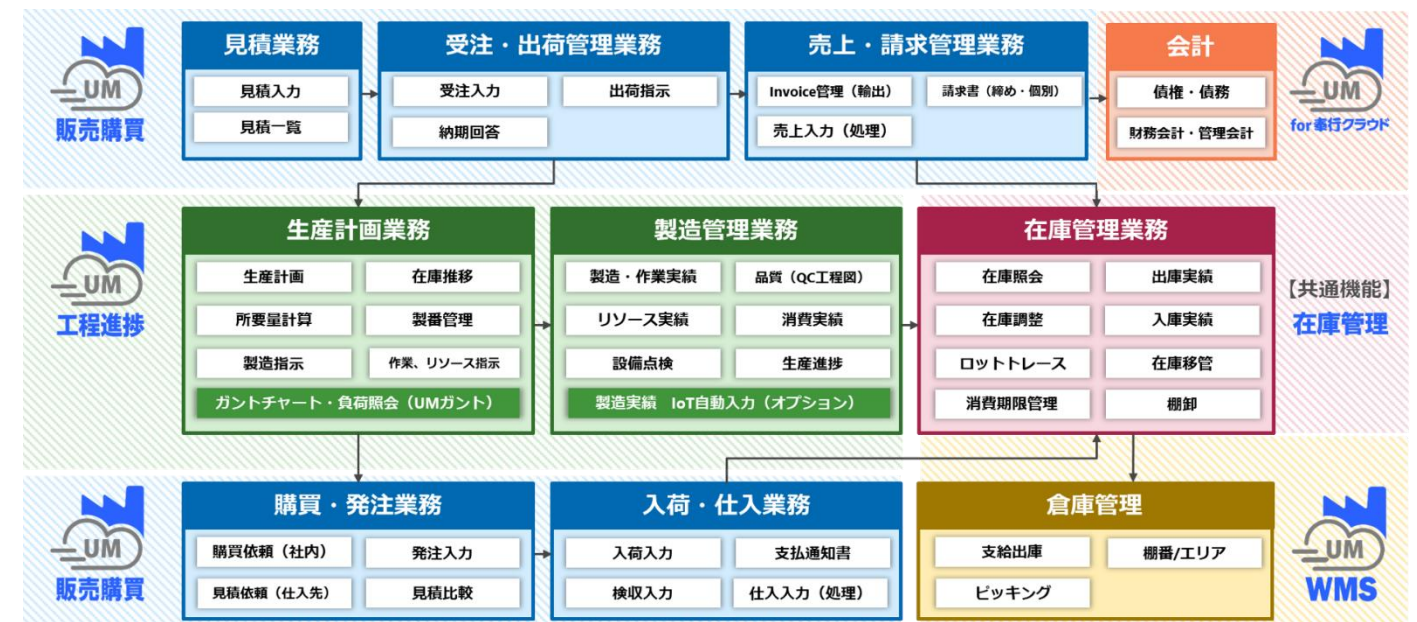 UM
販売購買
見積業務
見積入力
見積一覧
受注・出荷管理業務
受注入力
出荷指示
納期回答
売上・請求管理業務
Invoice管理（輸出）
請求書（締め・個別）
売上入力（処理）
会計
債権・債務
財務会計・管理会計
UM
for 奉行クラウド
UM
工程進捗
生産計画業務
生産計画
在庫推移
所要量計算
製番管理
製造指示
作業、リソース指示
ガントチャート・負荷照会（UMガント）
製造管理業務
製造・作業実績
品質（QC工程図）
リソース実績
消費実績
設備点検
生産進捗
製造実績 IoT自動入力（オプション）
在庫管理業務
在庫照会
出庫実績
在庫調整
入庫実績
ロットトレース
在庫移管
消費期限管理
棚卸
【共通機能】
在庫管理
UM
販売購買
購買・発注業務
購買依頼（社内）
発注入力
見積依頼（仕入先）
見積比較
入荷・仕入業務
入荷入力
支払通知書
検収入力
仕入入力（処理）
倉庫管理
支給出庫
棚番/エリア
ピッキング
UM
WMS